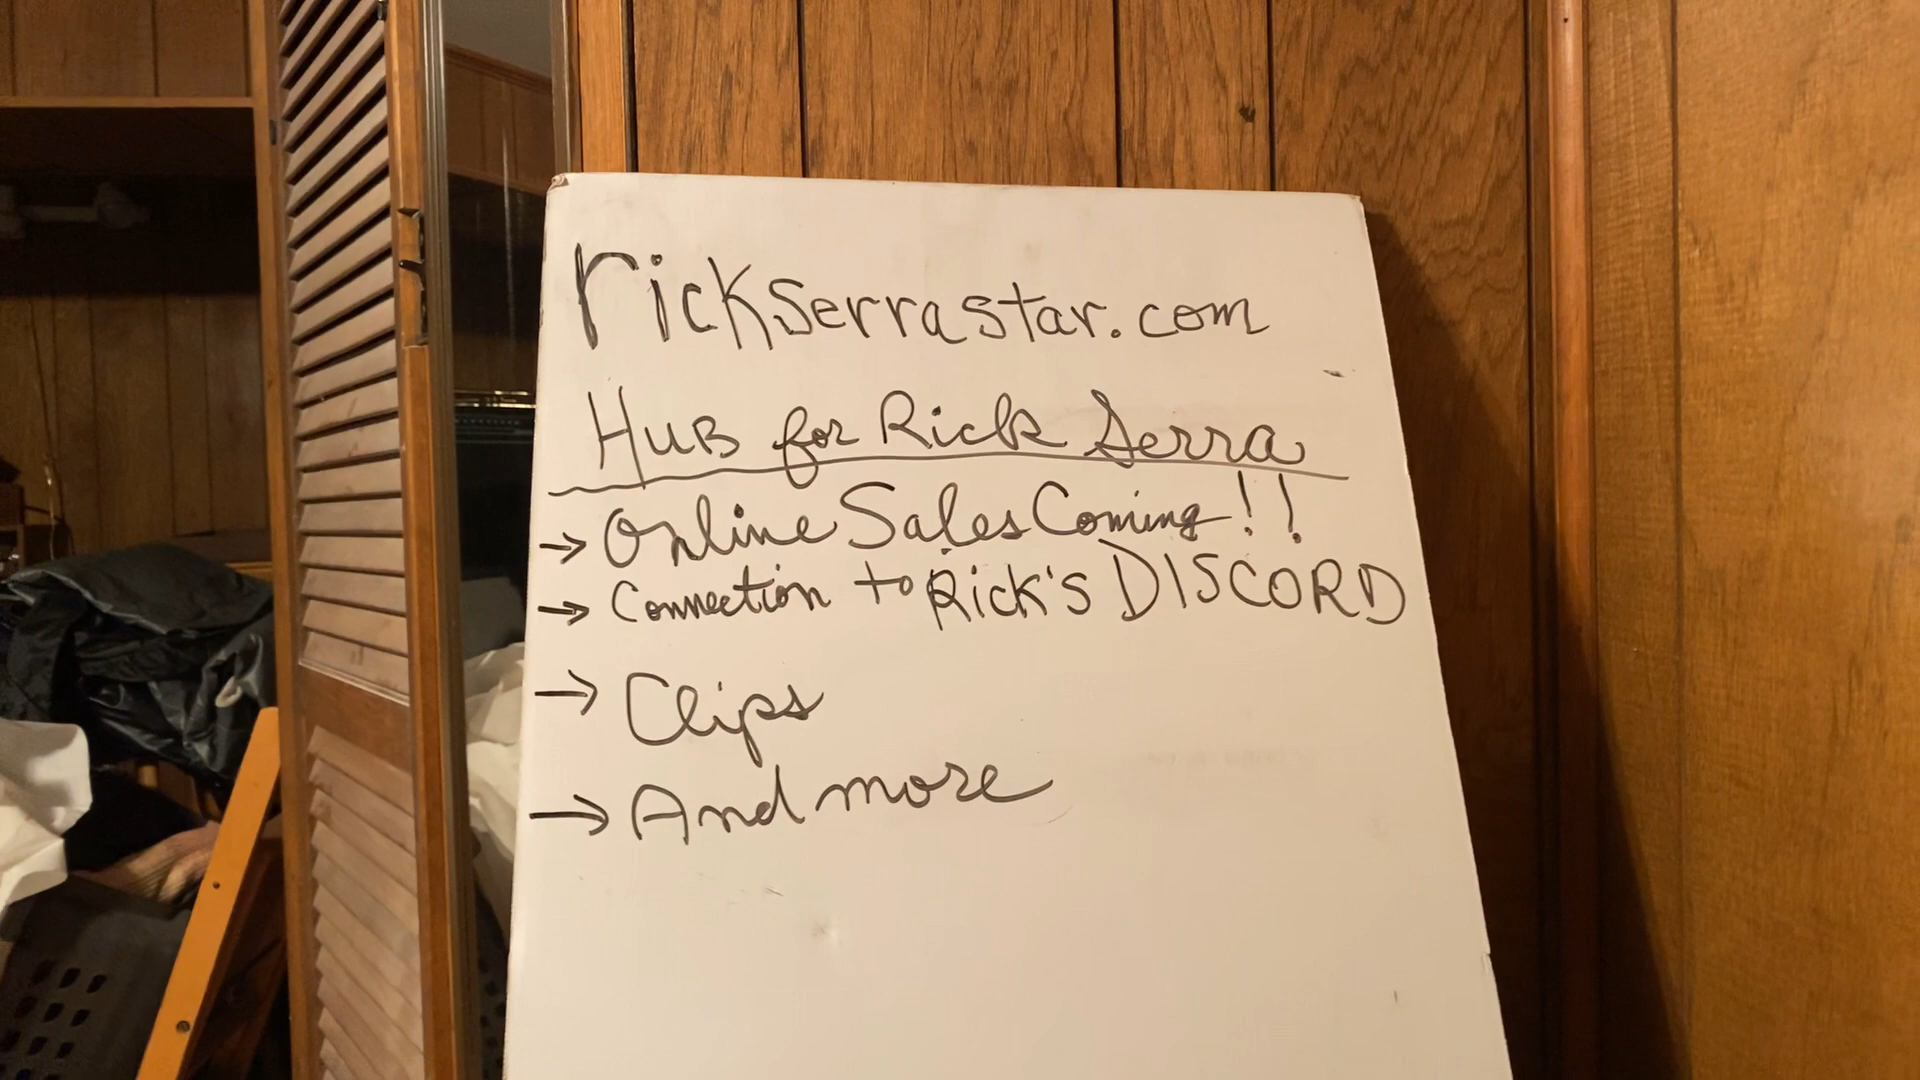 rickserrastar.com
HUB for Rick Serra
→ Online Sales Coming!!
→ Connection to Rick's DISCORD
→ Clips
→ And more